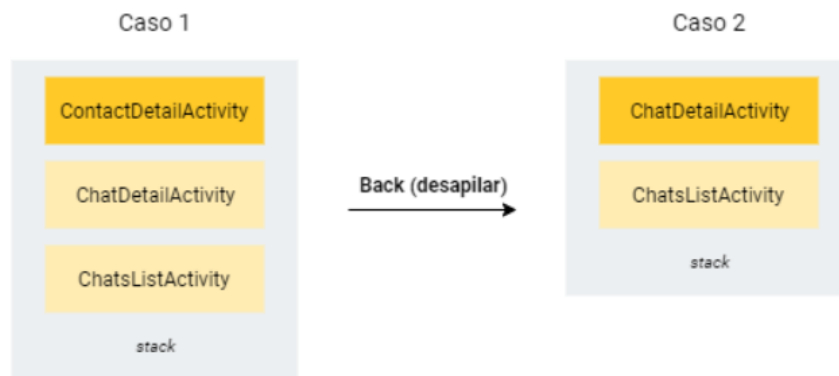 Caso 1
ContactDetailActivity
ChatDetailActivity
ChatsListActivity
stack
Back (desapilar)
Caso 2
ChatDetailActivity
ChatsListActivity
stack